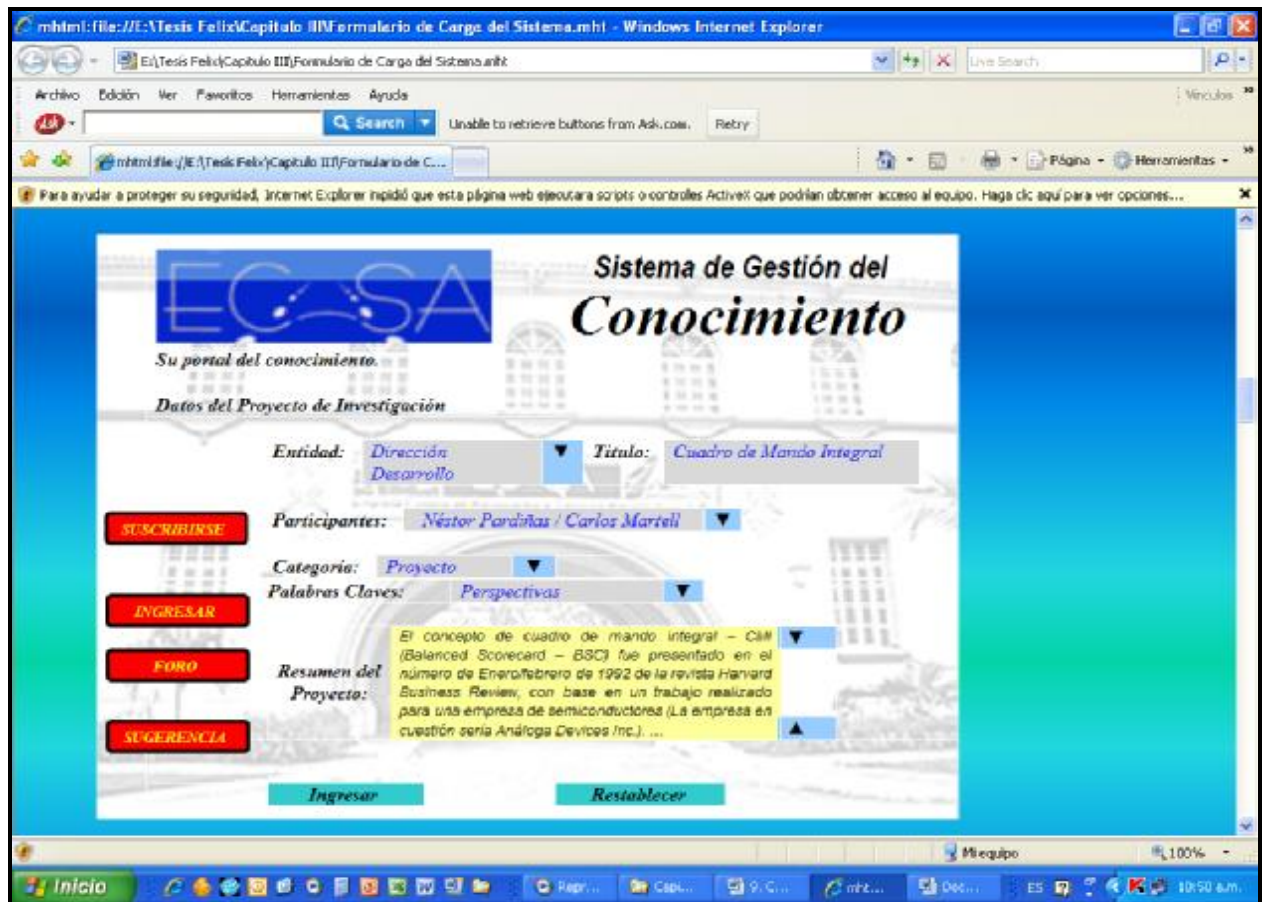 mhtml:file://E:\Tesis Felix\Capitulo III\Formulario de Carga del Sistema.mht - Windows Internet Explorer
E:\Tesis Felix\Capitulo III\Formulario de Carga del Sistema.mht
Live Search
Archivo Edición Ver Favoritos Herramientas Ayuda
Vínculos »
Ask
Search
Unable to retrieve buttons from Ask.com.
Retry
mhtml:file://E:\Tesis Felix\Capitulo III\Formulario de C...
Página
Herramientas »
Para ayudar a proteger su seguridad, Internet Explorer impidió que esta página web ejecutara scripts o controles ActiveX que podrían obtener acceso al equipo. Haga clic aquí para ver opciones...
Sistema de Gestión del
Conocimiento
Su portal del conocimiento.
Datos del Proyecto de Investigación
Entidad: Dirección
Desarrollo
Titulo: Cuadro de Mando Integral
SUSCRIBIRSE
Participantes: Néstor Pardiñas / Carlos Martell
Categoría: Proyecto
Palabras Claves: Perspectivas
INGRESAR
FORO
SUGERENCIA
Resumen del
Proyecto:
El concepto de cuadro de mando integral – CMI
(Balanced Scorecard – BSC) fue presentado en el
número de Enero/febrero de 1992 de la revista Harvard
Business Review, con base en un trabajo realizado
para una empresa de semiconductores (La empresa en
cuestión sería Análoga Devices Inc.). ...
Ingresar
Restablecer
Mi equipo
100%
Inicio
Repr...
Capi...
9. C...
mht...
Doc...
ES
10:50 a.m.